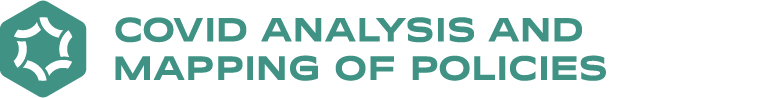 COVID ANALYSIS AND
MAPPING OF POLICIES